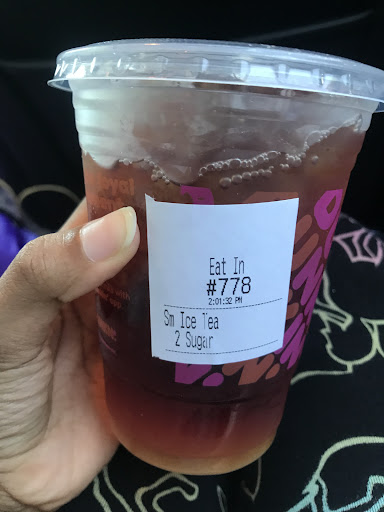 Eat In
#778
2:01:32 PM
Sm Ice Tea
2 Sugar